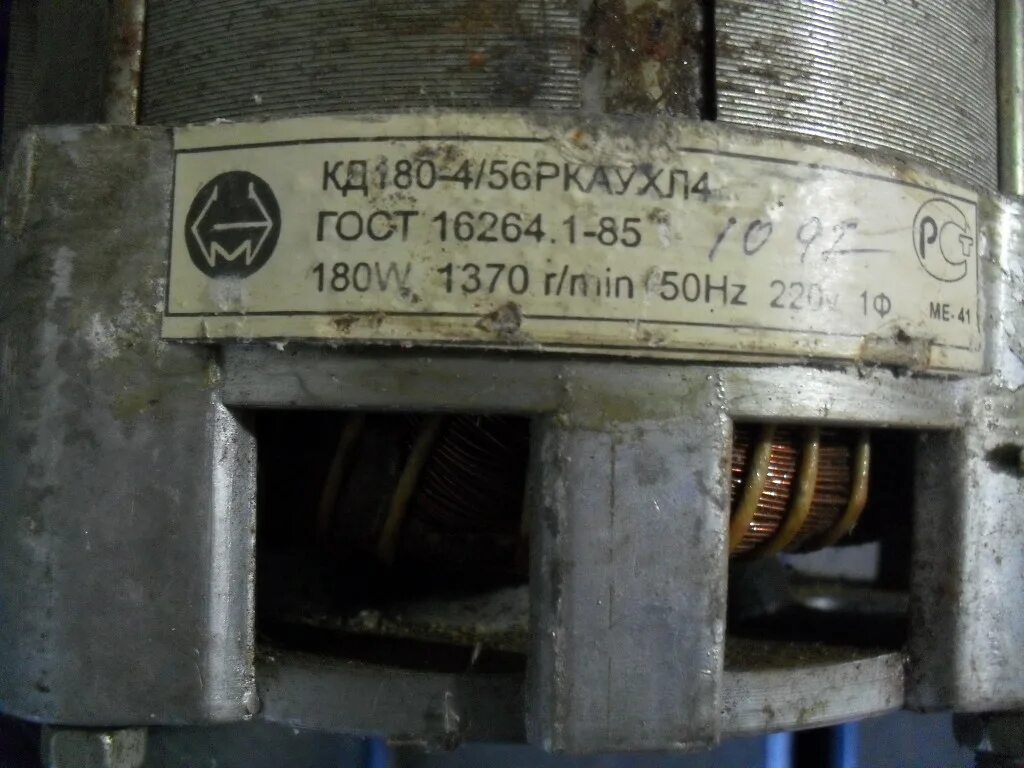 КД180-4/56РКАУХЛ4
ГОСТ 16264.1-85 10 92
180W 1370 r/min 50Hz 220v 1Ф
РСТ
МЕ-41